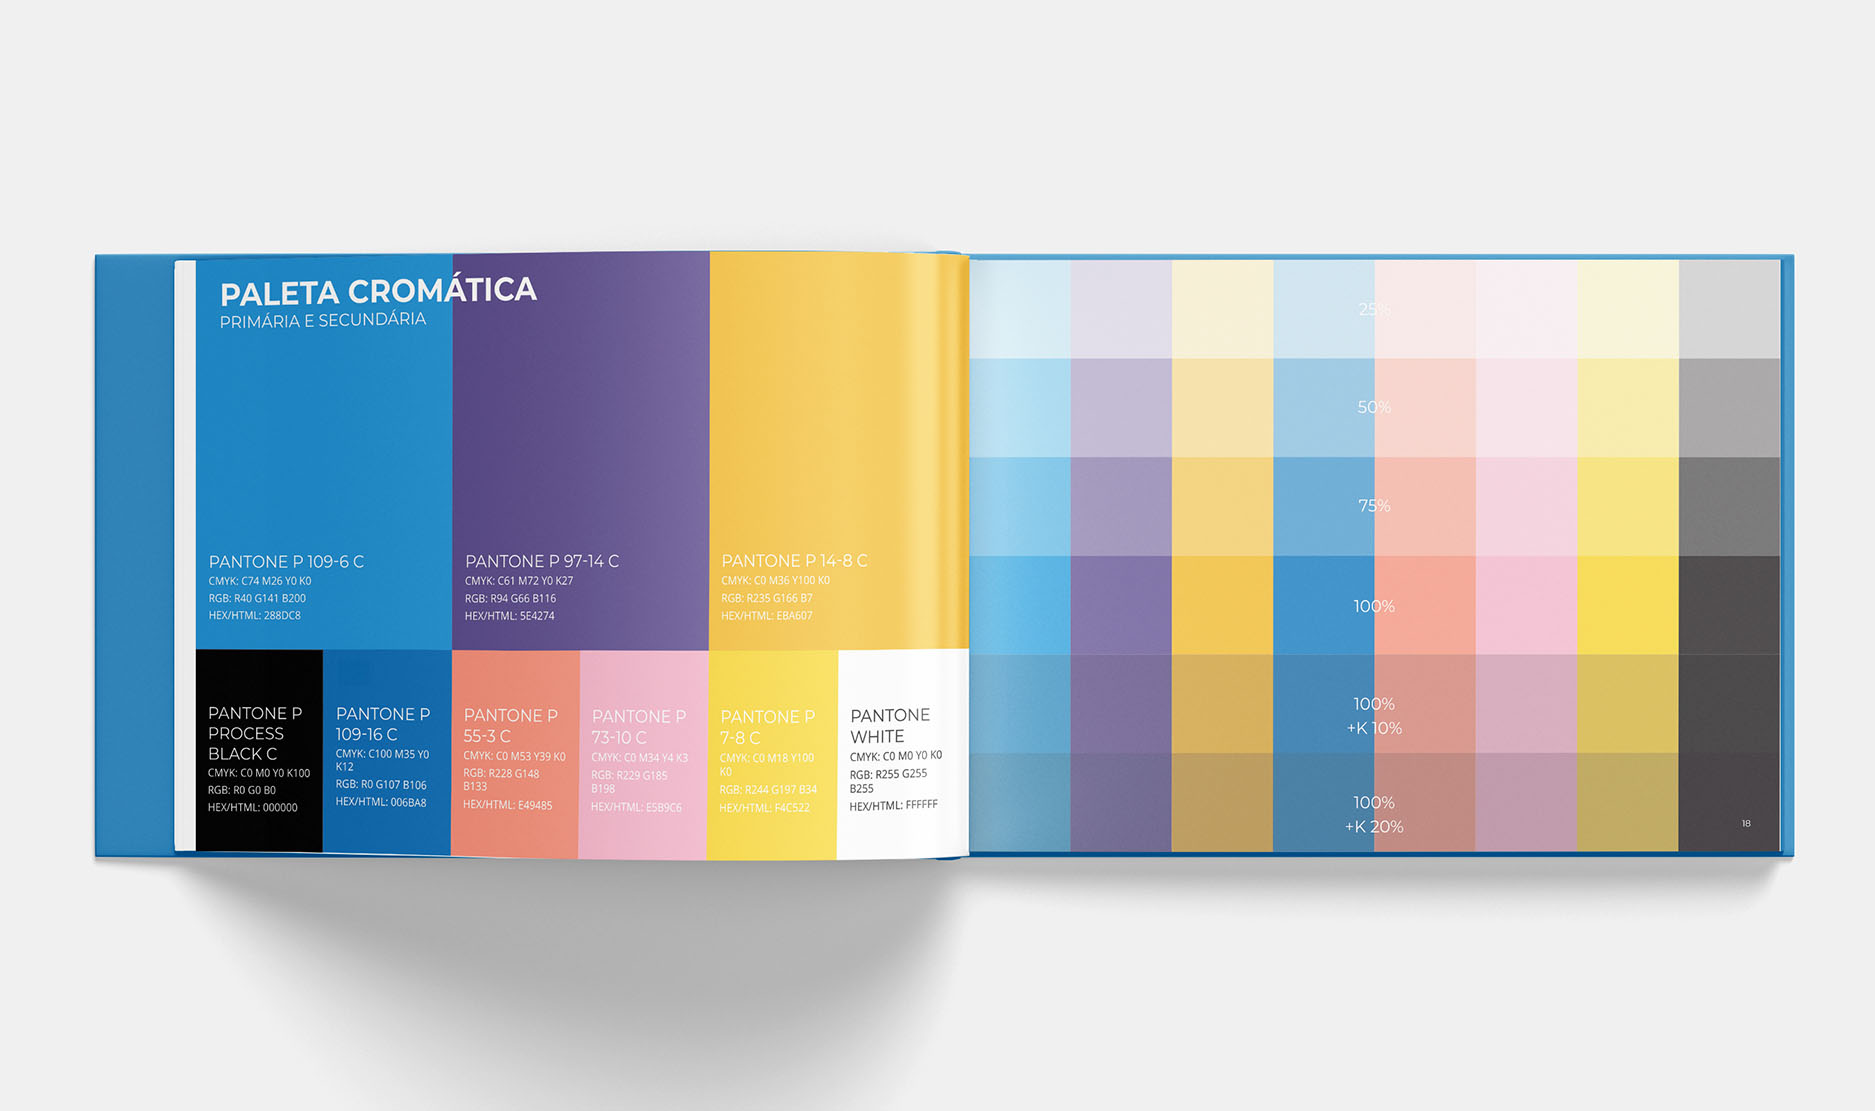 PALETA CROMÁTICA
PRIMÁRIA E SECUNDÁRIA
PANTONE P 109-6 C
CMYK: C74 M26 Y0 K0
RGB: R40 G141 B200
HEX/HTML: 288DC8
PANTONE P 97-14 C
CMYK: C61 M72 Y0 K27
RGB: R94 G66 B116
HEX/HTML: 5E4274
PANTONE P 14-8 C
CMYK: C0 M36 Y100 K0
RGB: R235 G166 B7
HEX/HTML: EBA607
PANTONE P
PROCESS
BLACK C
CMYK: C0 M0 Y0 K100
RGB: R0 G0 B0
HEX/HTML: 000000
PANTONE P
109-16 C
CMYK: C100 M35 Y0
K12
RGB: R0 G107 B106
HEX/HTML: 006BA8
PANTONE P
55-3 C
CMYK: C0 M53 Y39 K0
RGB: R228 G148
B133
HEX/HTML: E49485
PANTONE P
73-10 C
CMYK: C0 M34 Y4 K3
RGB: R229 G185
B198
HEX/HTML: E5B9C6
PANTONE P
7-8 C
CMYK: C0 M18 Y100
K0
RGB: R244 G197 B34
HEX/HTML: F4C522
PANTONE
WHITE
CMYK: C0 M0 Y0 K0
RGB: R255 G255
B255
HEX/HTML: FFFFFF
25%
50%
75%
100%
100%
+K 10%
100%
+K 20%
18